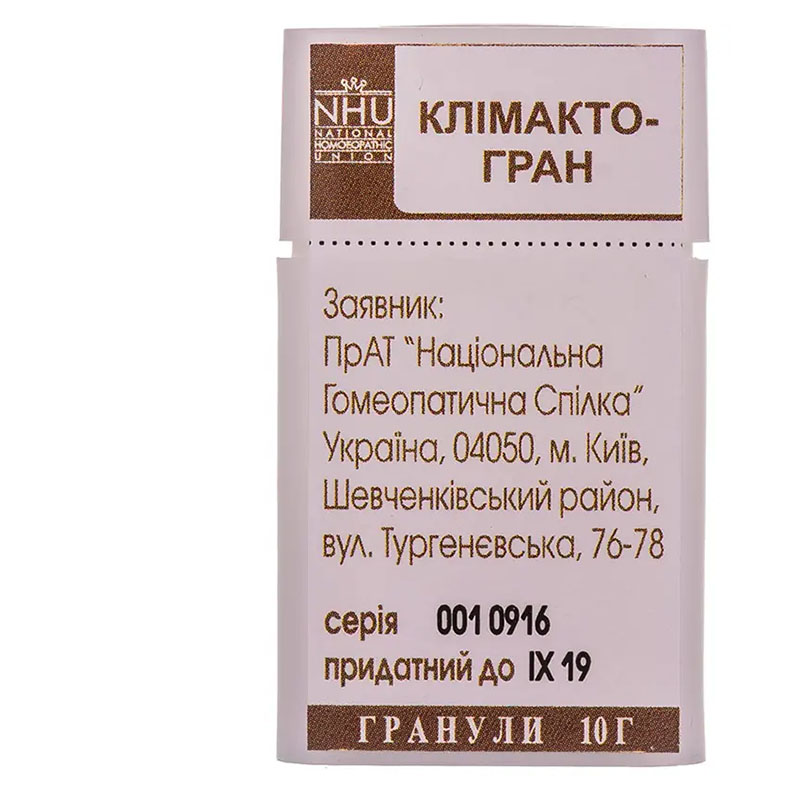 NHU
NATIONAL
HOMOEOPATHIC
UNION
КЛІМАКТО-
ГРАН
Заявник:
ПрАТ "Національна
Гомеопатична Спілка"
Україна, 04050, м. Київ,
Шевченківський район,
вул. Тургенєвська, 76-78
серія 001 0916
придатний до IX 19
ГРАНУЛИ 10 Г